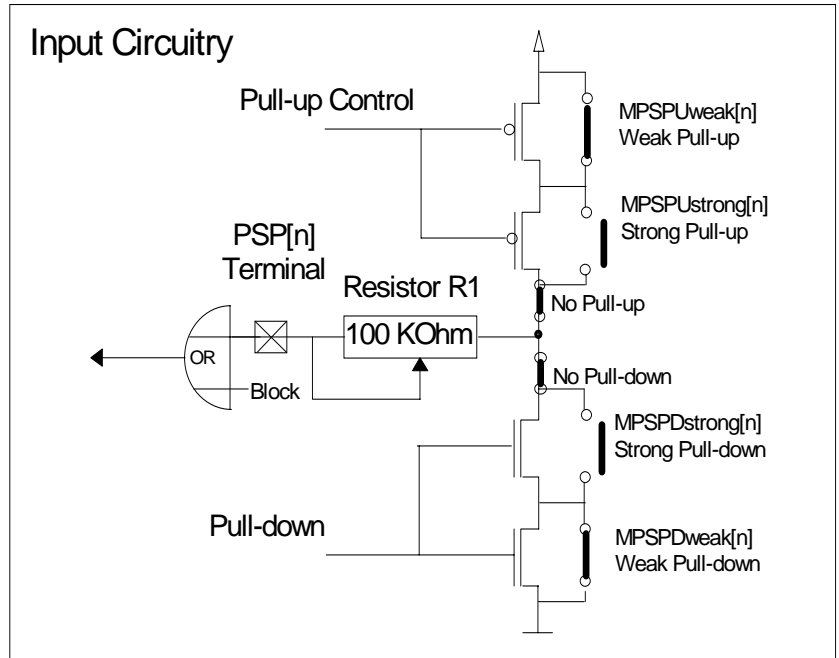 Input Circuitry
Pull-up Control
MPSPUweak[n]
Weak Pull-up
MPSPUstrong[n]
Strong Pull-up
PSP[n]
Terminal
Resistor R1
No Pull-up
100 KOhm
OR
Block
No Pull-down
MPSPDstrong[n]
Strong Pull-down
Pull-down
MPSPDweak[n]
Weak Pull-down